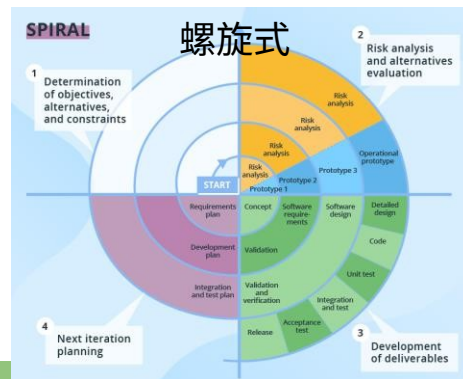 SPIRAL
螺旋式
1
Determination
of objectives,
alternatives,
and constraints
2
Risk analysis
and alternatives
evaluation
Risk
analysis
Risk
analysis
Risk
analysis
Risk
analysis
START
Prototype 1
Prototype 2
Prototype 3
Operational
prototype
Requirements
plan
Development
plan
Integration
and test plan
Concept
Software
require-
ments
Software
design
Detailed
design
Code
Unit test
Integration
and test
Acceptance
test
Release
Validation
Validation
and
verification
4
Next iteration
planning
3
Development
of deliverables